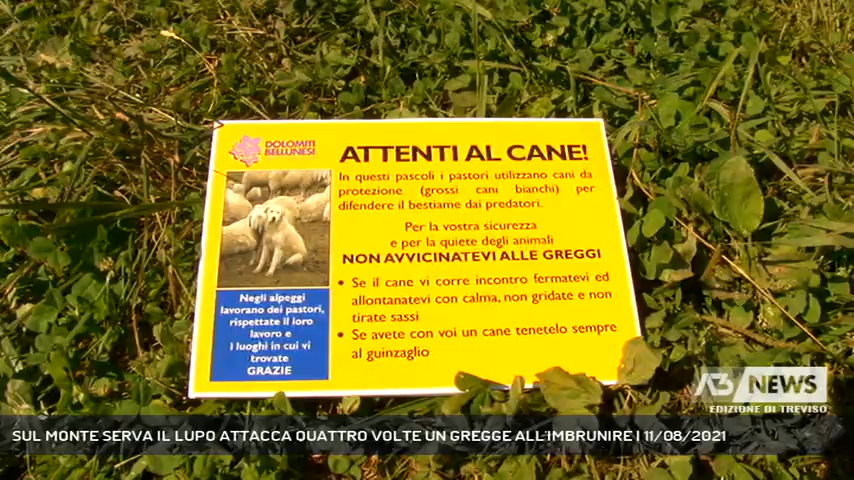 DOLOMITI
BELLUNESI
ATTENTI AL CANE!
In questi pascoli i pastori utilizzano cani da
protezione (grossi cani bianchi) per
difendere il bestiame dai predatori.
Per la vostra sicurezza
e per la quiete degli animali
NON AVVICINATEVI ALLE GREGGI
• Se il cane vi corre incontro fermatevi ed
allontanatevi con calma, non gridate e non
tirate sassi
• Se avete con voi un cane tenetelo sempre
al guinzaglio
Negli alpeggi
lavorano dei pastori,
rispettate il loro
lavoro e
i luoghi in cui vi
trovate
GRAZIE
A3 NEWS
EDIZIONE DI TREVISO
SUL MONTE SERVA IL LUPO ATTACCA QUATTRO VOLTE UN GREGGE ALL'IMBRUNIRE | 11/08/2021